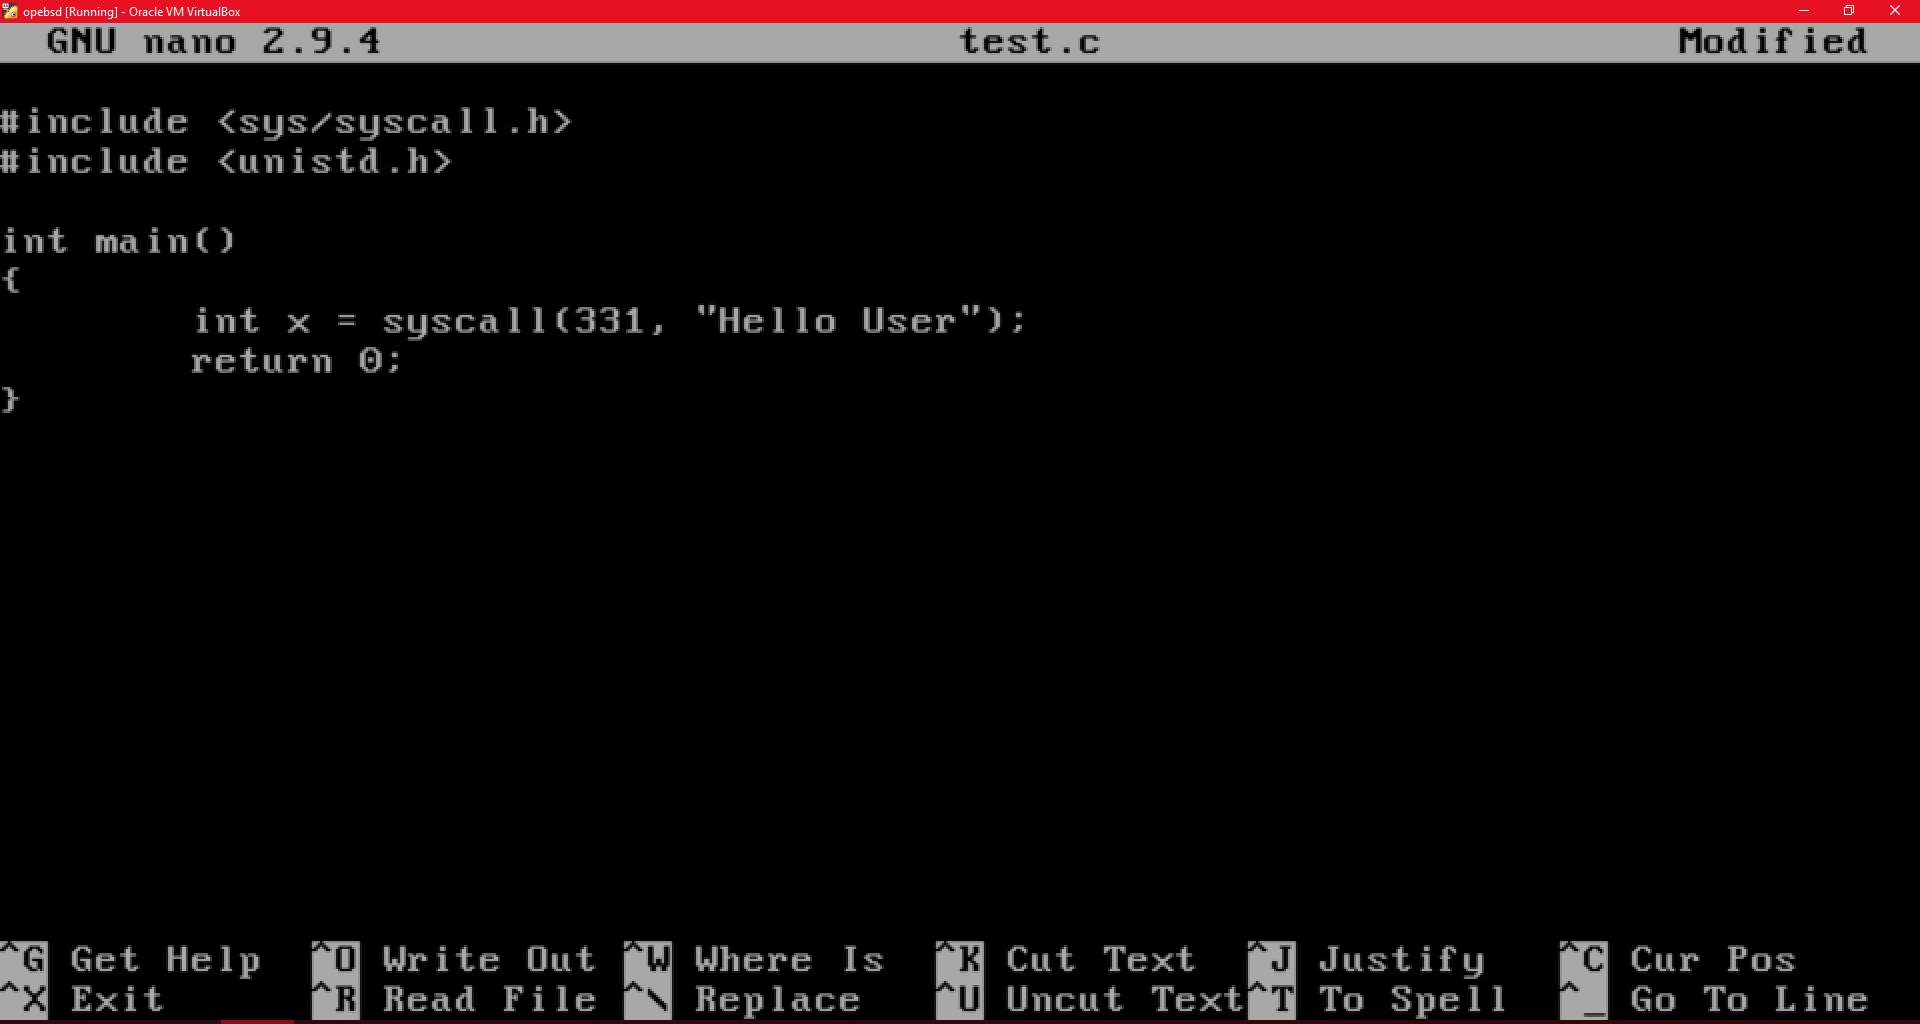 opebsd [Running] - Oracle VM VirtualBox
GNU nano 2.9.4 test.c Modified
#include <sys/syscall.h>
#include <unistd.h>
int main()
{
int x = syscall(331, "Hello User");
return 0;
}
^G Get Help ^O Write Out ^W Where Is ^K Cut Text ^J Justify ^C Cur Pos
^X Exit ^R Read File ^\ Replace ^U Uncut Text ^T To Spell ^_ Go To Line